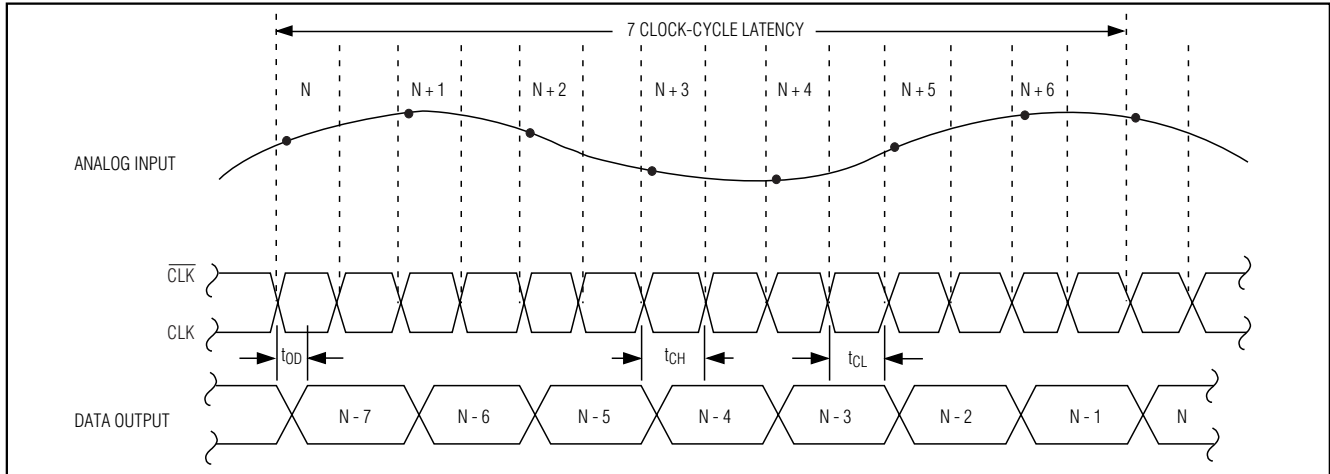 7 CLOCK-CYCLE LATENCY
N N + 1 N + 2 N + 3 N + 4 N + 5 N + 6
ANALOG INPUT
CLK
CLK
tOD tCH tCL
DATA OUTPUT N - 7 N - 6 N - 5 N - 4 N - 3 N - 2 N - 1 N